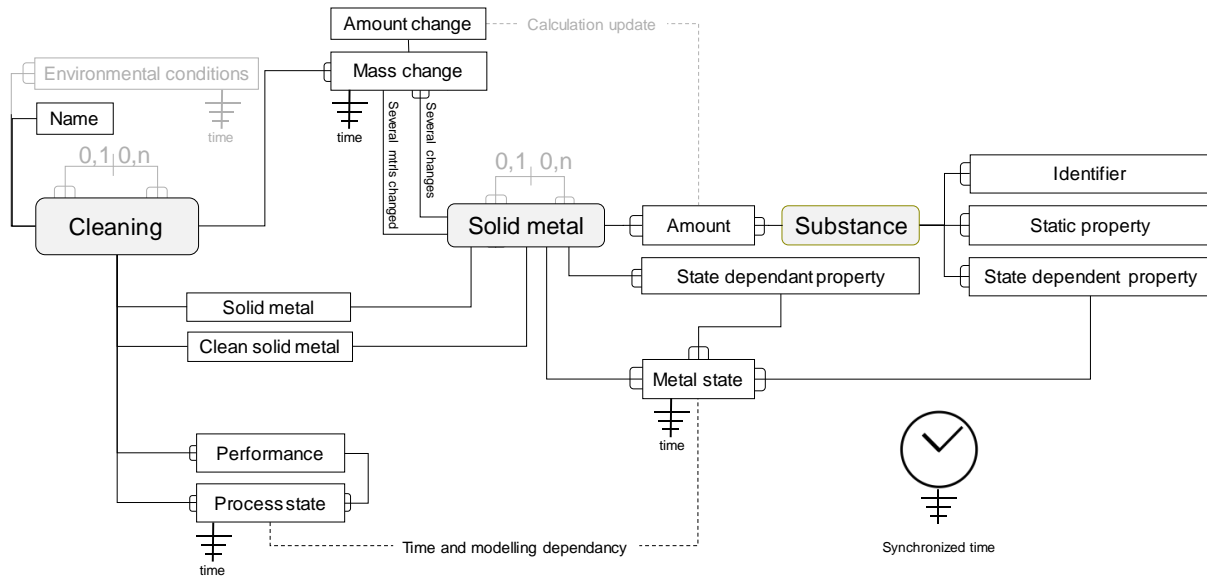 Amount change
Calculation update
Environmental conditions
Mass change
time
Name
time
Several mtrls changed
Several changes
0,1 0,n
0,1 0,n
Identifier
Cleaning
Solid metal
Amount
Substance
Static property
State dependant property
State dependent property
Solid metal
Clean solid metal
Metal state
time
Performance
Process state
time
Time and modelling dependancy
Synchronized time